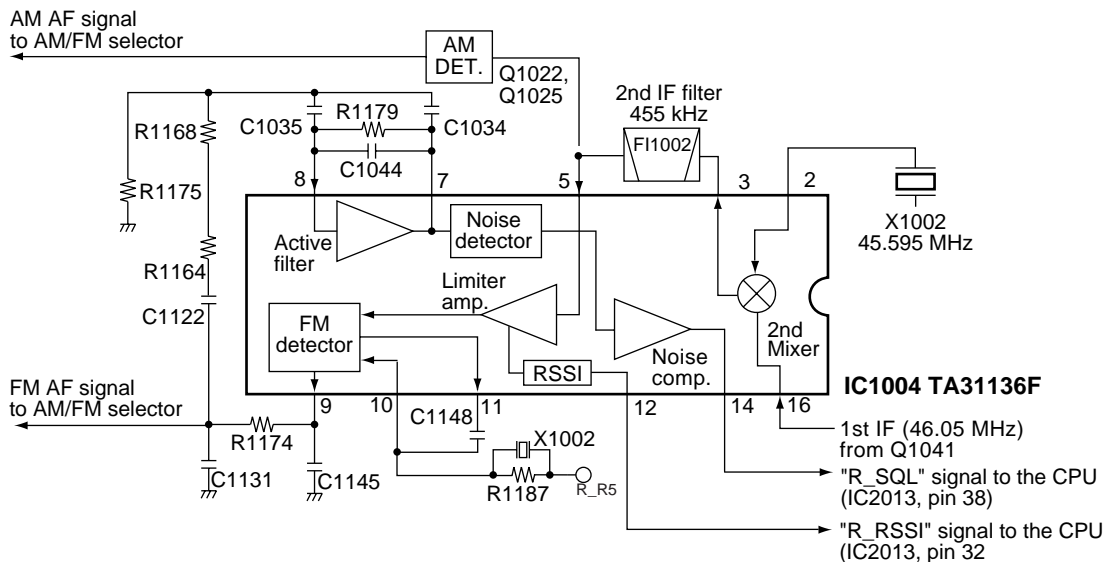 AM AF signal
to AM/FM selector
AM
DET.
Q1022,
Q1025
2nd IF filter
455 kHz
FI1002
R1179
C1035
C1034
C1044
R1168
R1175
R1164
C1122
8
7
5
3
2
X1002
45.595 MHz
Active
filter
Noise
detector
Limiter
amp.
FM
detector
RSSI
Noise
comp.
2nd
Mixer
IC1004 TA31136F
FM AF signal
to AM/FM selector
9
10
11
12
14
16
C1148
R1174
C1131
C1145
X1002
R1187
R_R5
1st IF (46.05 MHz)
from Q1041
"R_SQL" signal to the CPU
(IC2013, pin 38)
"R_RSSI" signal to the CPU
(IC2013, pin 32